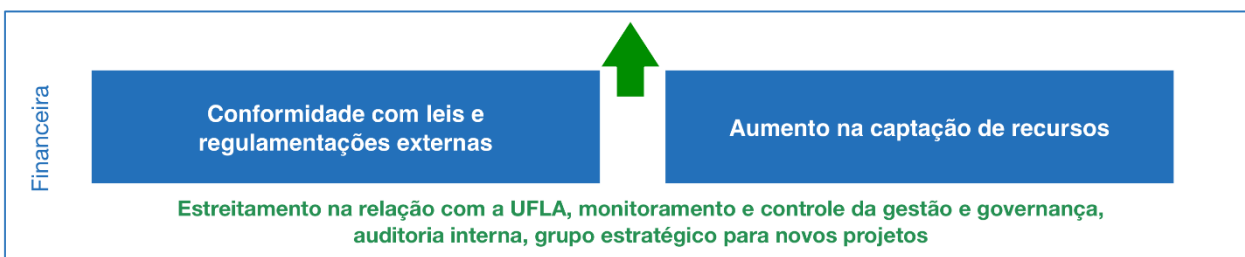 Financeira
Conformidade com leis e
regulamentações externas
Aumento na captação de recursos
Estreitamento na relação com a UFLA, monitoramento e controle da gestão e governança,
auditoria interna, grupo estratégico para novos projetos